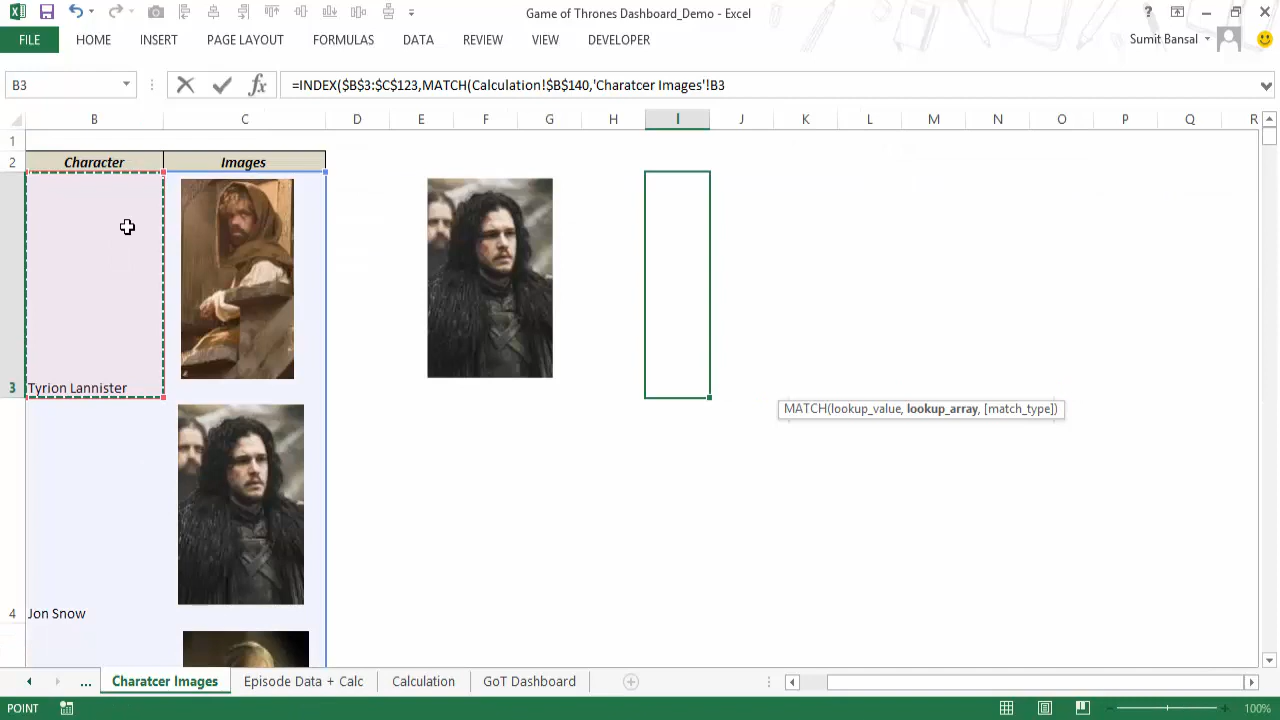 Game of Thrones Dashboard_Demo - Excel
?
FILE HOME INSERT PAGE LAYOUT FORMULAS DATA REVIEW VIEW DEVELOPER Sumit Bansal
B3 fx =INDEX($B$3:$C$123,MATCH(Calculation!$B$140,'Charatcer Images'!B3
B C D E F G H I J K L M N O P Q R
1
2 Character Images
3 Tyrion Lannister
MATCH(lookup_value, lookup_array, [match_type])
4 Jon Snow
... Charatcer Images Episode Data + Calc Calculation GoT Dashboard
POINT 100%